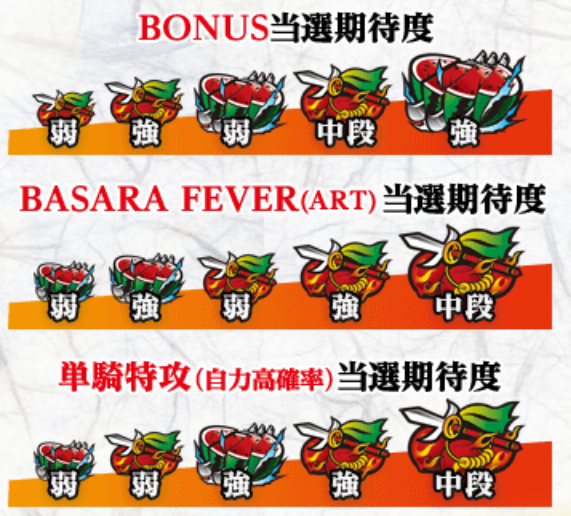 BONUS当選期待度
弱 強 弱 中段 強
BASARA FEVER(ART)当選期待度
弱 強 弱 強 中段
単騎特攻(自力高確率)当選期待度
弱 弱 強 強 中段